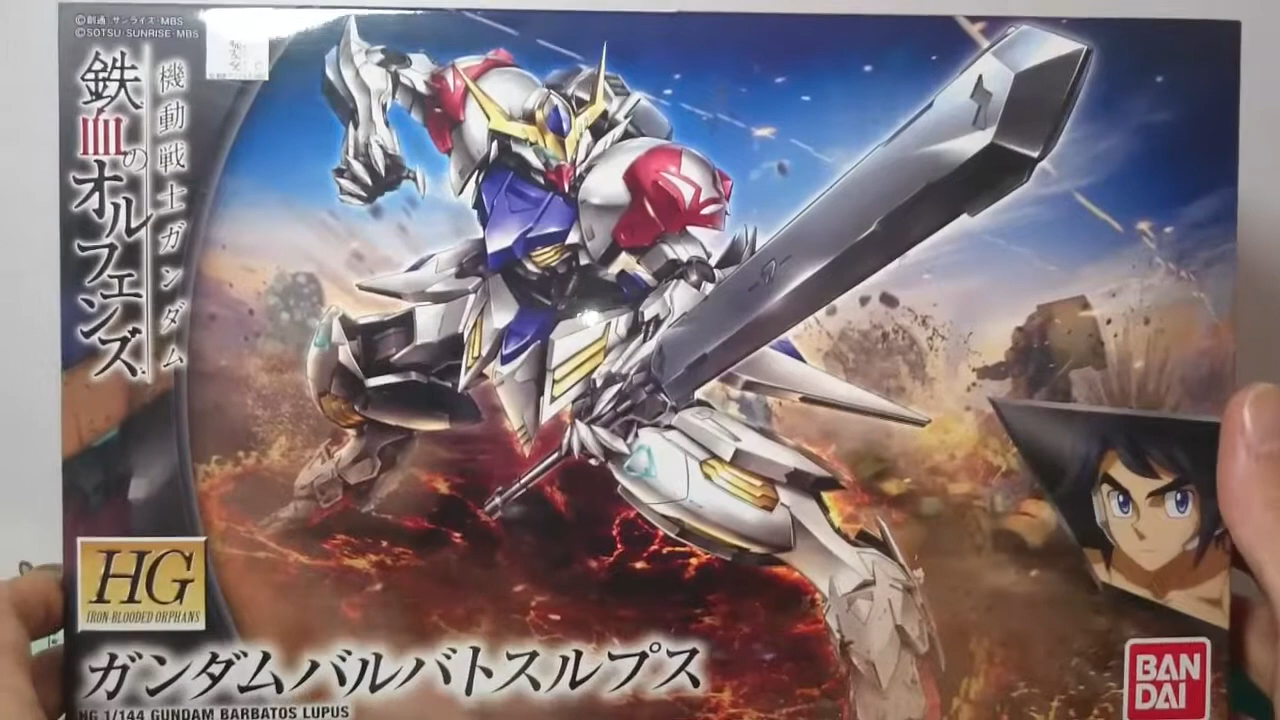 ©創通・サンライズ・MBS
©SOTSU・SUNRISE・MBS
機動戦士ガンダム
鉄血のオルフェンズ
HG
IRON-BLOODED ORPHANS
ガンダムバルバトスルプス
HG 1/144 GUNDAM BARBATOS LUPUS
BAN
DAI